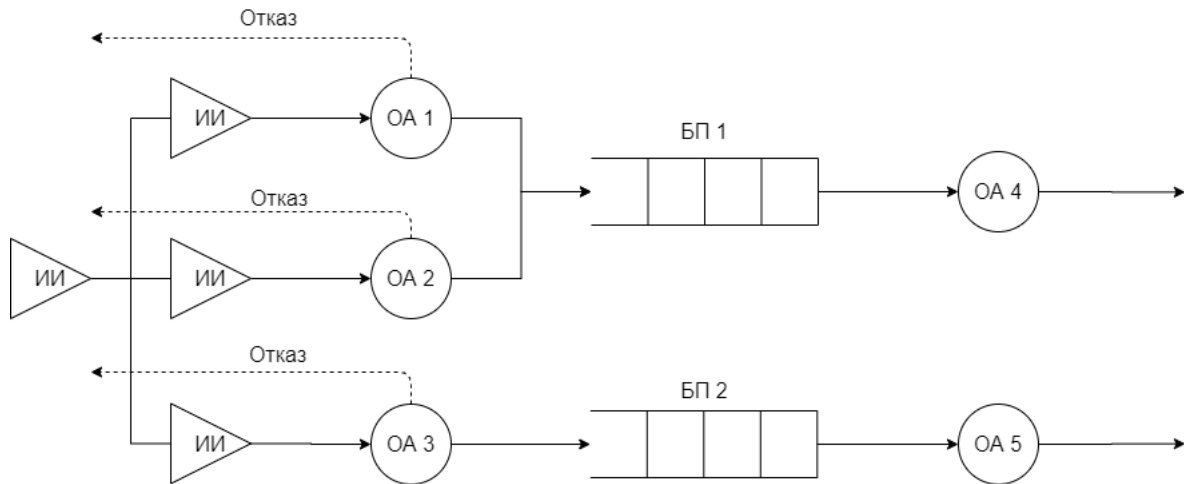 Отказ
ИИ
ОА 1
БП 1
ОА 4
Отказ
ИИ
ИИ
ОА 2
Отказ
БП 2
ИИ
ОА 3
ОА 5